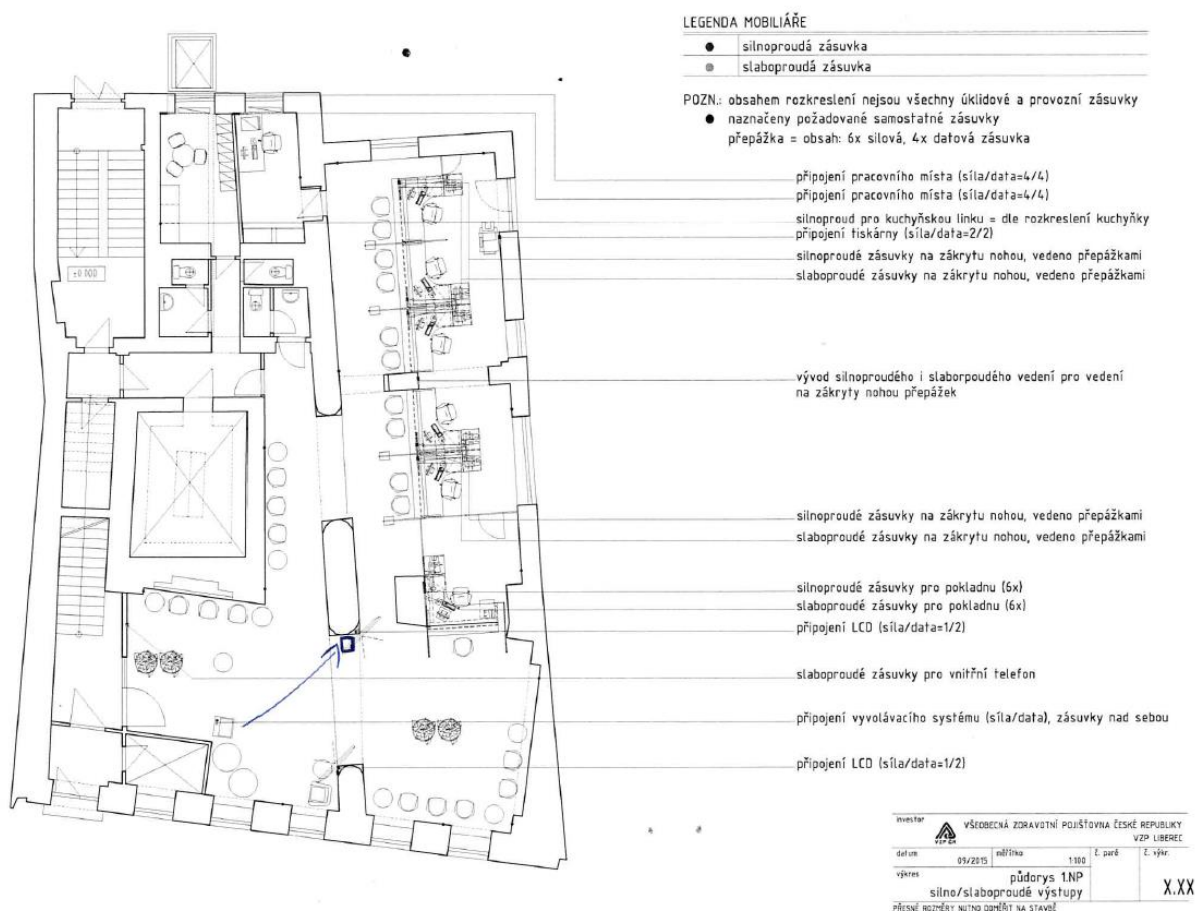 LEGENDA MOBILIÁŘE
silnoproudá zásuvka
slaboproudá zásuvka
POZN.: obsahem rozkreslení nejsou všechny úklidové a provozní zásuvky
naznačeny požadované samostatné zásuvky
přepážka = obsah: 6x silová, 4x datová zásuvka
připojení pracovního místa (síla/data=4/4)
připojení pracovního místa (síla/data=4/4)
silnoproud pro kuchyňskou linku = dle rozkreslení kuchyňky
připojení tiskárny (síla/data=2/2)
silnoproudé zásuvky na zákrytu nohou, vedeno přepážkami
slaboproudé zásuvky na zákrytu nohou, vedeno přepážkami
±0.000
vývod silnoproudého i slaborpoudého vedení pro vedení
na zákryty nohou přepážek
silnoproudé zásuvky na zákrytu nohou, vedeno přepážkami
slaboproudé zásuvky na zákrytu nohou, vedeno přepážkami
silnoproudé zásuvky pro pokladnu (6x)
slaboproudé zásuvky pro pokladnu (6x)
připojení LCD (síla/data=1/2)
slaboproudé zásuvky pro vnitřní telefon
připojení vyvolávacího systému (síla/data), zásuvky nad sebou
připojení LCD (síla/data=1/2)
investor
VZP ČR
VŠEOBECNÁ ZDRAVOTNÍ POJIŠŤOVNA ČESKÉ REPUBLIKY
VZP LIBEREC
datum 09/2015 měřítko 1:100 č. paré č. výkr.
výkres půdorys 1.NP
silno/slaboproudé výstupy X.XX
PŘESNÉ ROZMĚRY NUTNO DOMĚŘIT NA STAVBĚ